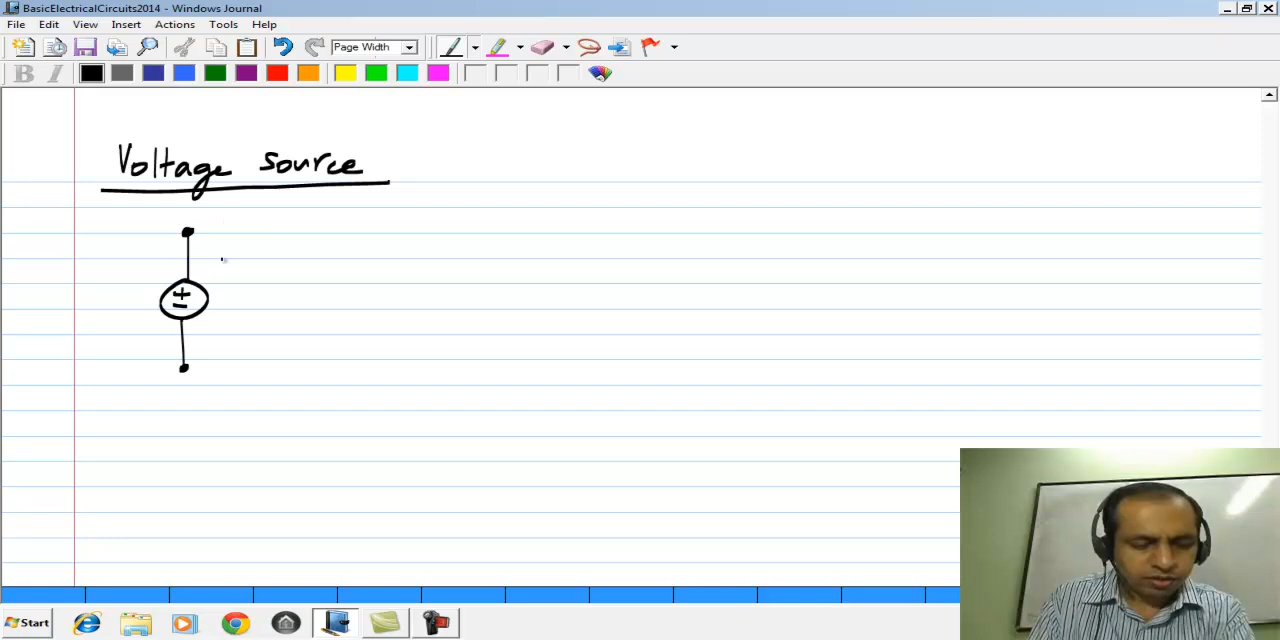 BasicElectricalCircuits2014 - Windows Journal
File Edit View Insert Actions Tools Help
Page Width
B I
Voltage source
+
−
Start